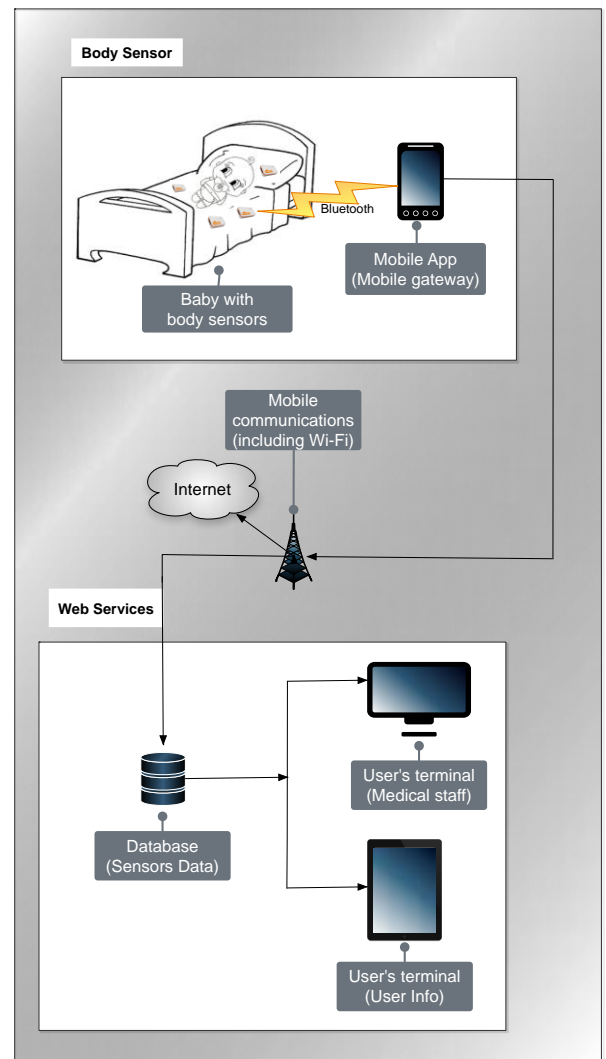 Body Sensor
Bluetooth
Mobile App
(Mobile gateway)
Baby with
body sensors
Mobile
communications
(including Wi-Fi)
Internet
Web Services
User's terminal
(Medical staff)
Database
(Sensors Data)
User's terminal
(User Info)